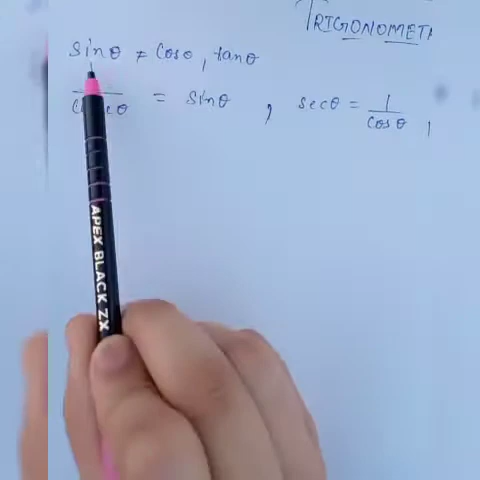 TRIGONOMET
sinθ ≠ cosθ, tanθ
= sinθ , secθ = 1/cosθ ,
APEX BLACK ZX